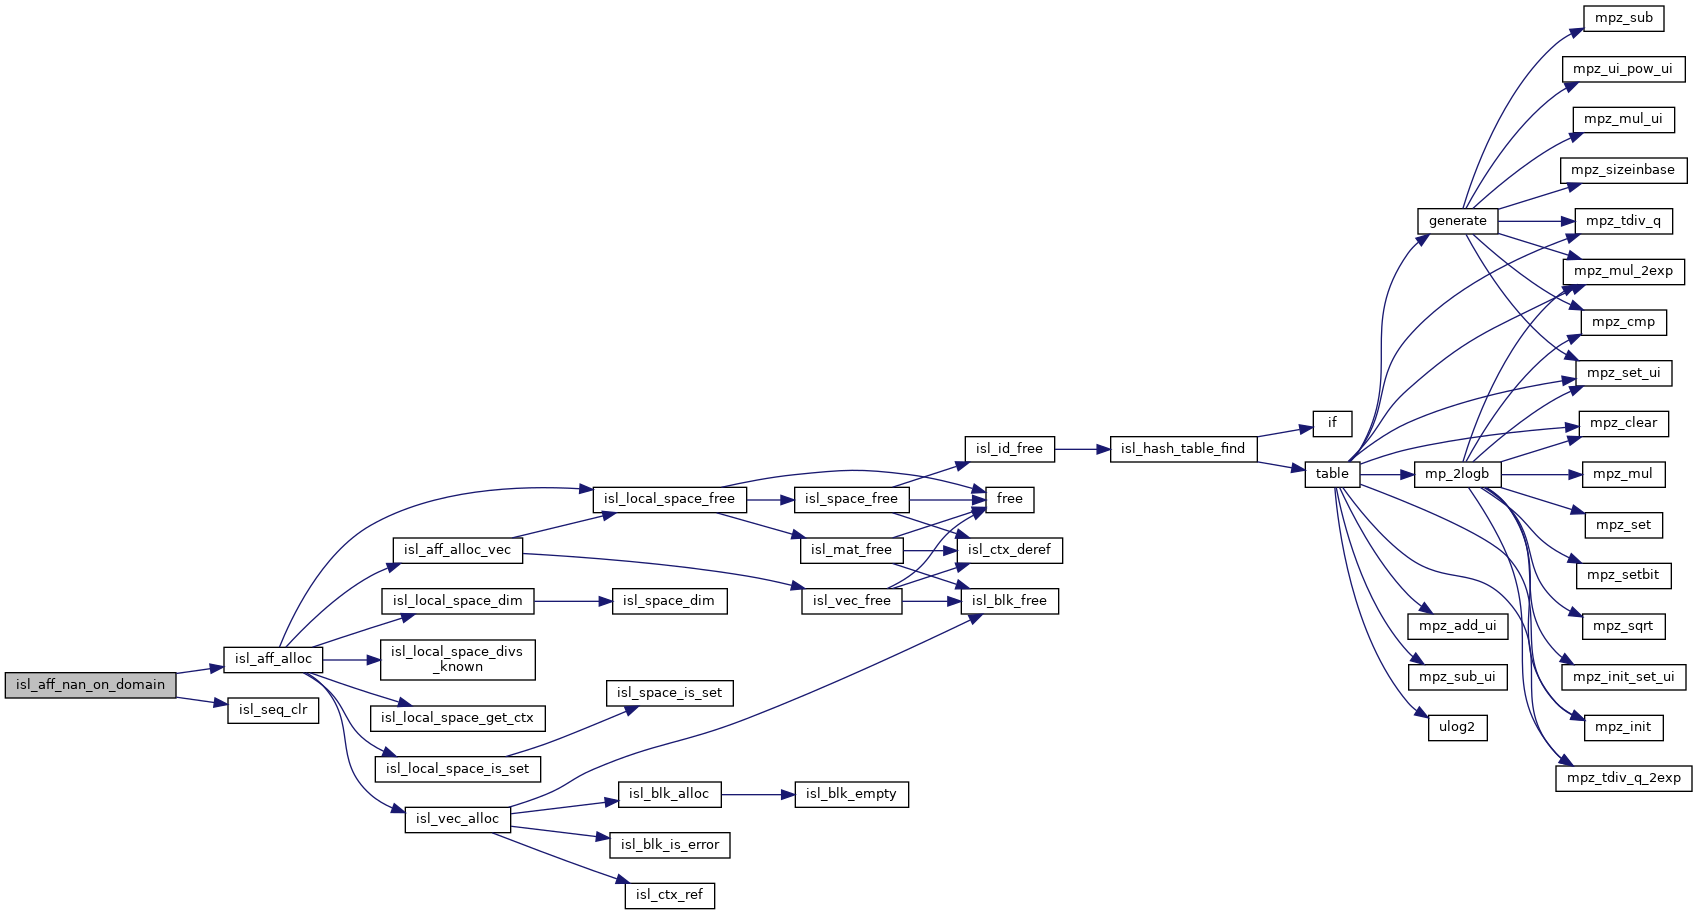 isl_aff_nan_on_domain
isl_aff_alloc
isl_seq_clr
isl_aff_alloc_vec
isl_local_space_dim
isl_local_space_divs
_known
isl_local_space_get_ctx
isl_local_space_is_set
isl_vec_alloc
isl_local_space_free
isl_space_dim
isl_space_is_set
isl_blk_alloc
isl_blk_is_error
isl_ctx_ref
isl_space_free
isl_mat_free
isl_vec_free
isl_blk_empty
isl_id_free
free
isl_ctx_deref
isl_blk_free
isl_hash_table_find
if
table
generate
mp_2logb
mpz_add_ui
mpz_sub_ui
ulog2
mpz_sub
mpz_ui_pow_ui
mpz_mul_ui
mpz_sizeinbase
mpz_tdiv_q
mpz_mul_2exp
mpz_cmp
mpz_set_ui
mpz_clear
mpz_mul
mpz_set
mpz_setbit
mpz_sqrt
mpz_init_set_ui
mpz_init
mpz_tdiv_q_2exp